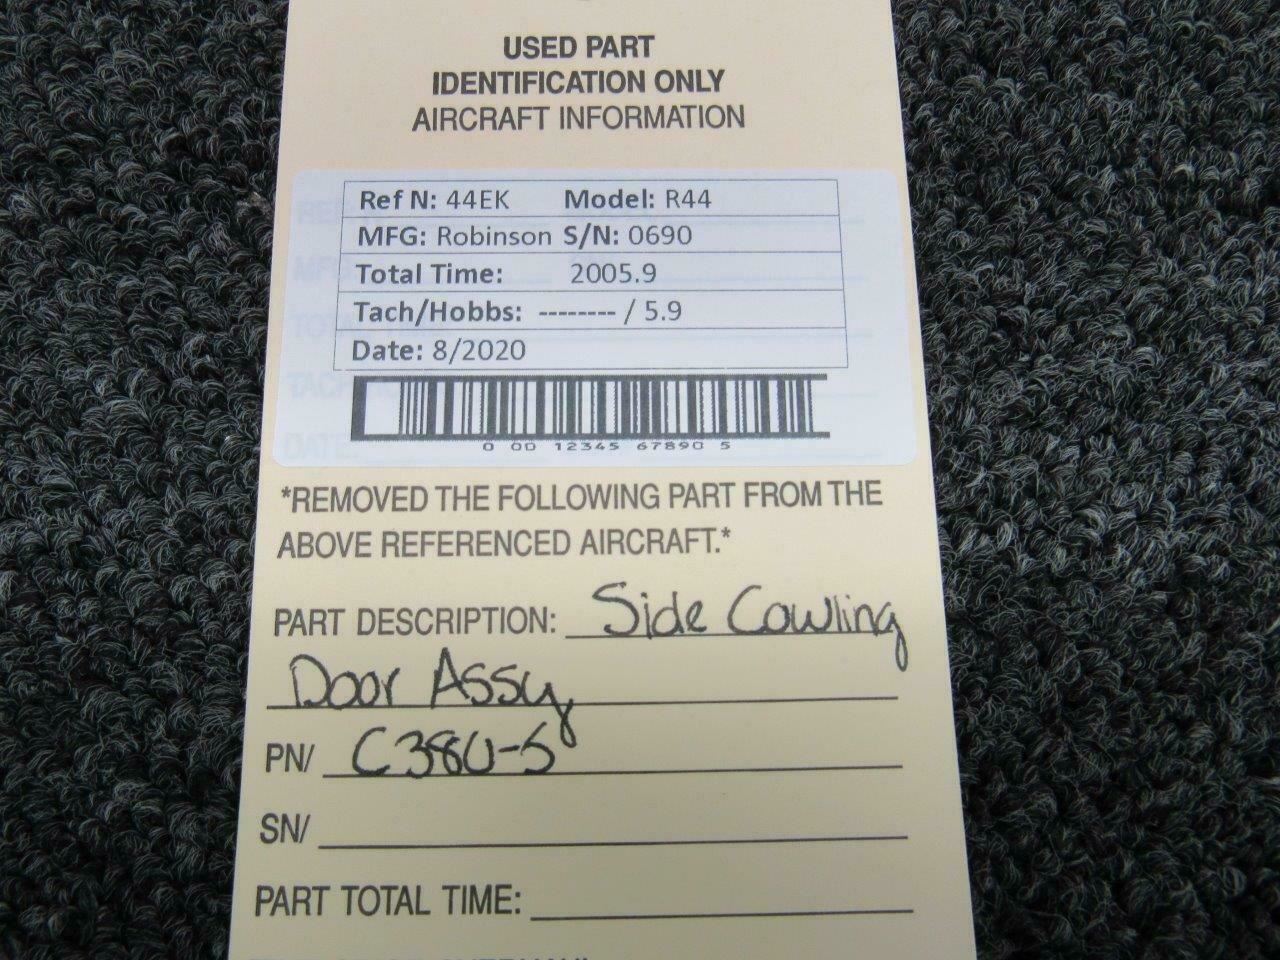 USED PART
IDENTIFICATION ONLY
AIRCRAFT INFORMATION
Ref N: 44EK Model: R44
MFG: Robinson S/N: 0690
Total Time: 2005.9
Tach/Hobbs: -------- / 5.9
Date: 8/2020
0 00 12345 67890 5
*REMOVED THE FOLLOWING PART FROM THE
ABOVE REFERENCED AIRCRAFT.*
PART DESCRIPTION: Side Cowling
Door Assy
PN/ C380-5
SN/
PART TOTAL TIME: